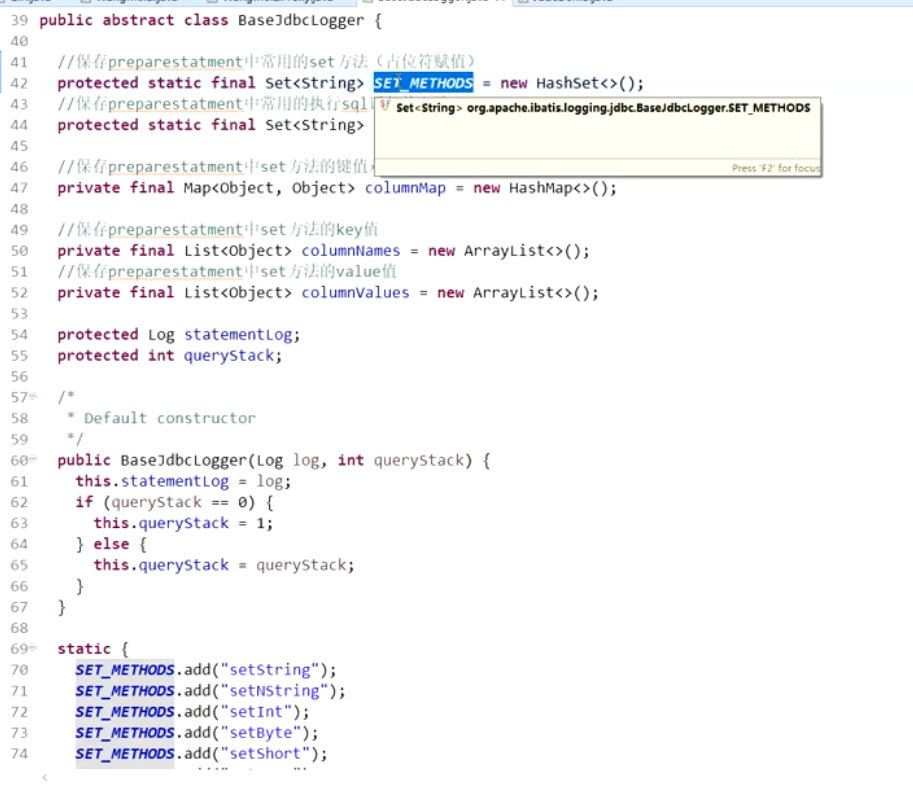 39 public abstract class BaseJdbcLogger {
40
41 //保存preparestatment中常用的set方法（占位符赋值）
42 protected static final Set<String> SET_METHODS = new HashSet<>();
43 //保存preparestatment中常用的执行sql
Set<String> org.apache.ibatis.logging.jdbc.BaseJdbcLogger.SET_METHODS
44 protected static final Set<String>
45
46 //保存preparestatment中set方法的键值
Press 'F2' for focus
47 private final Map<Object, Object> columnMap = new HashMap<>();
48
49 //保存preparestatment中set方法的key值
50 private final List<Object> columnNames = new ArrayList<>();
51 //保存preparestatment中set方法的value值
52 private final List<Object> columnValues = new ArrayList<>();
53
54 protected Log statementLog;
55 protected int queryStack;
56
57 /*
58 * Default constructor
59 */
60 public BaseJdbcLogger(Log log, int queryStack) {
61 this.statementLog = log;
62 if (queryStack == 0) {
63 this.queryStack = 1;
64 } else {
65 this.queryStack = queryStack;
66 }
67 }
68
69 static {
70 SET_METHODS.add("setString");
71 SET_METHODS.add("setNString");
72 SET_METHODS.add("setInt");
73 SET_METHODS.add("setByte");
74 SET_METHODS.add("setShort");